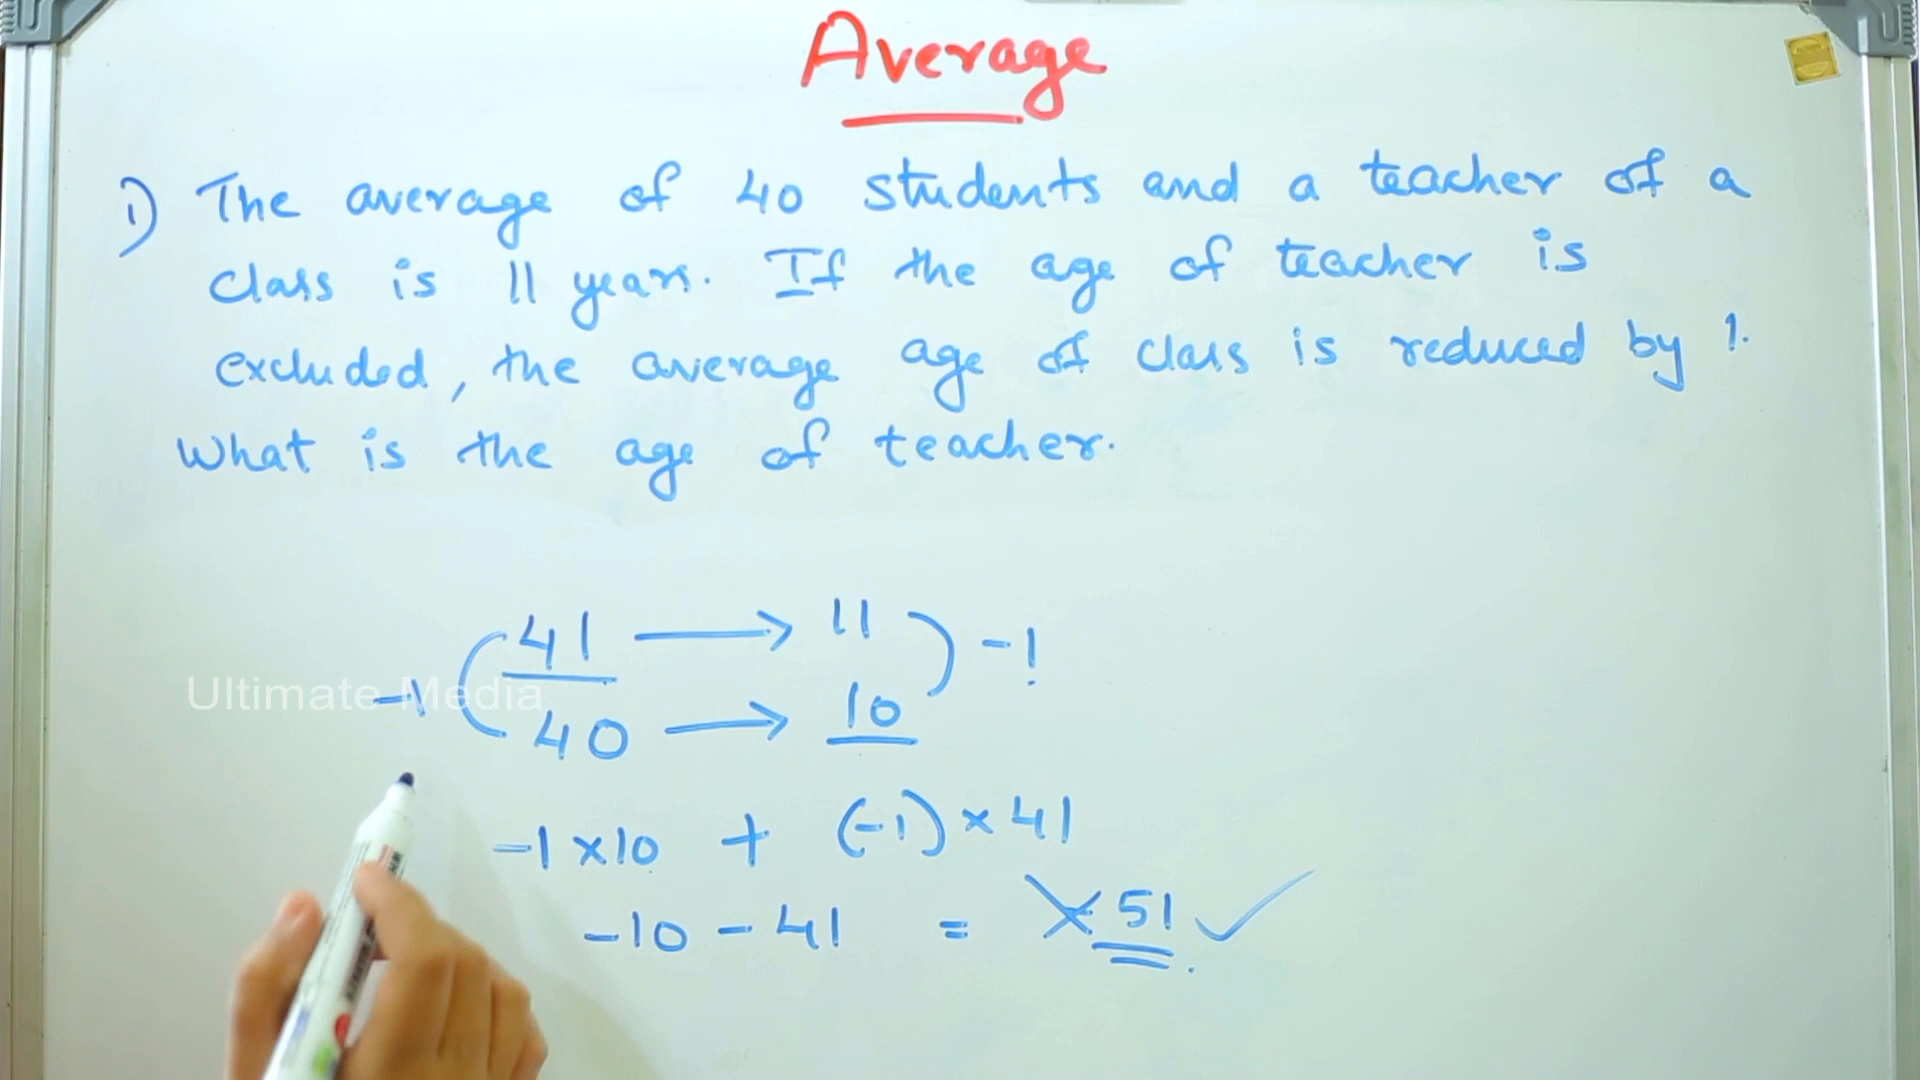 Average
1) The average of 40 students and a teacher of a
class is 11 years. If the age of teacher is
excluded, the average age of class is reduced by 1.
What is the age of teacher.
41 → 11 -1
Ultimate Media
-1 40 → 10
-1 × 10 + (-1) × 41
-10 - 41 = 51 ✓